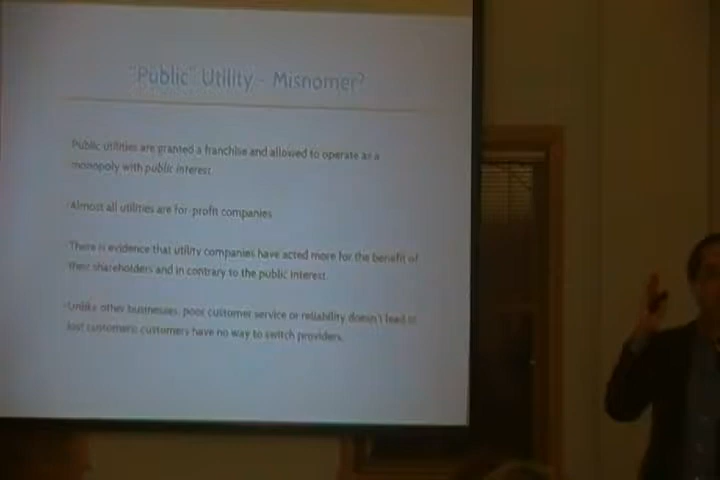 "Public" Utility - Misnomer?
Public utilities are granted a franchise and allowed to operate as a
monopoly with public interest.
Almost all utilities are for-profit companies
There is evidence that utility companies have acted more for the benefit of
their shareholders and in contrary to the public interest.
Unlike other businesses, poor customer service or reliability doesn't lead to
lost customers; customers have no way to switch providers.